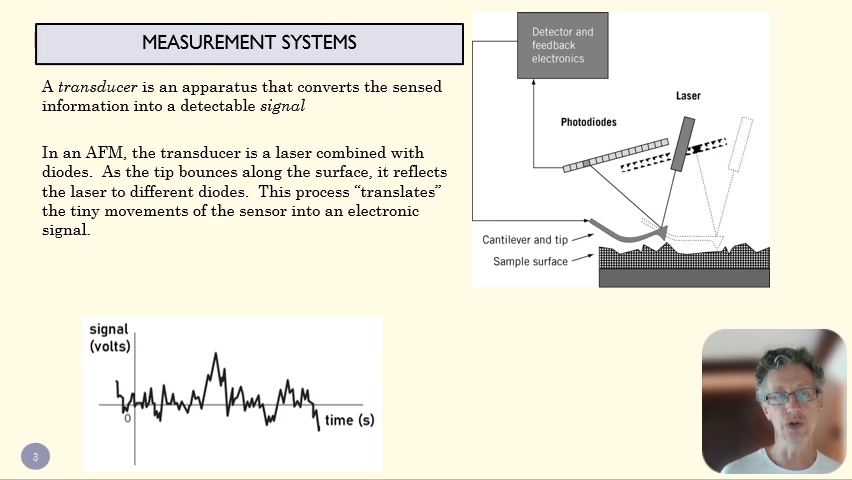 MEASUREMENT SYSTEMS
A transducer is an apparatus that converts the sensed
information into a detectable signal
In an AFM, the transducer is a laser combined with
diodes.  As the tip bounces along the surface, it reflects
the laser to different diodes.  This process “translates”
the tiny movements of the sensor into an electronic
signal.
Detector and
feedback
electronics
Laser
Photodiodes
Cantilever and tip
Sample surface
signal
(volts)
0
time (s)
3